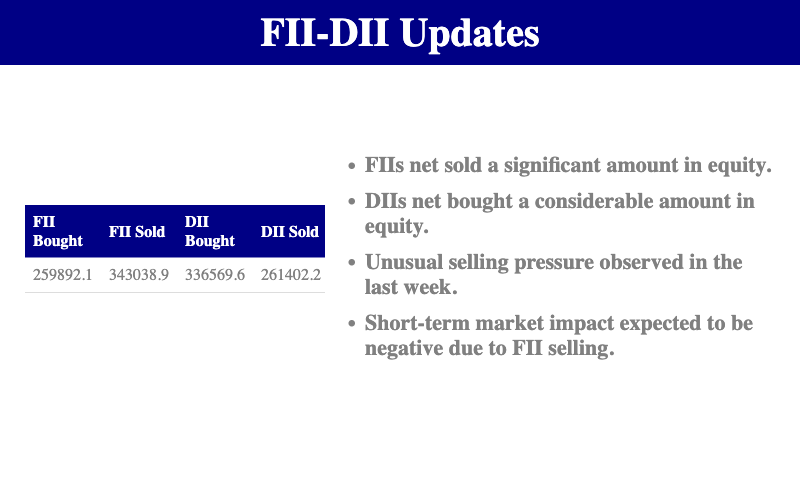 FII-DII Updates
FII Bought FII Sold DII Bought DII Sold
259892.1 343038.9 336569.6 261402.2
• FIIs net sold a significant amount in equity.
• DIIs net bought a considerable amount in
equity.
• Unusual selling pressure observed in the
last week.
• Short-term market impact expected to be
negative due to FII selling.